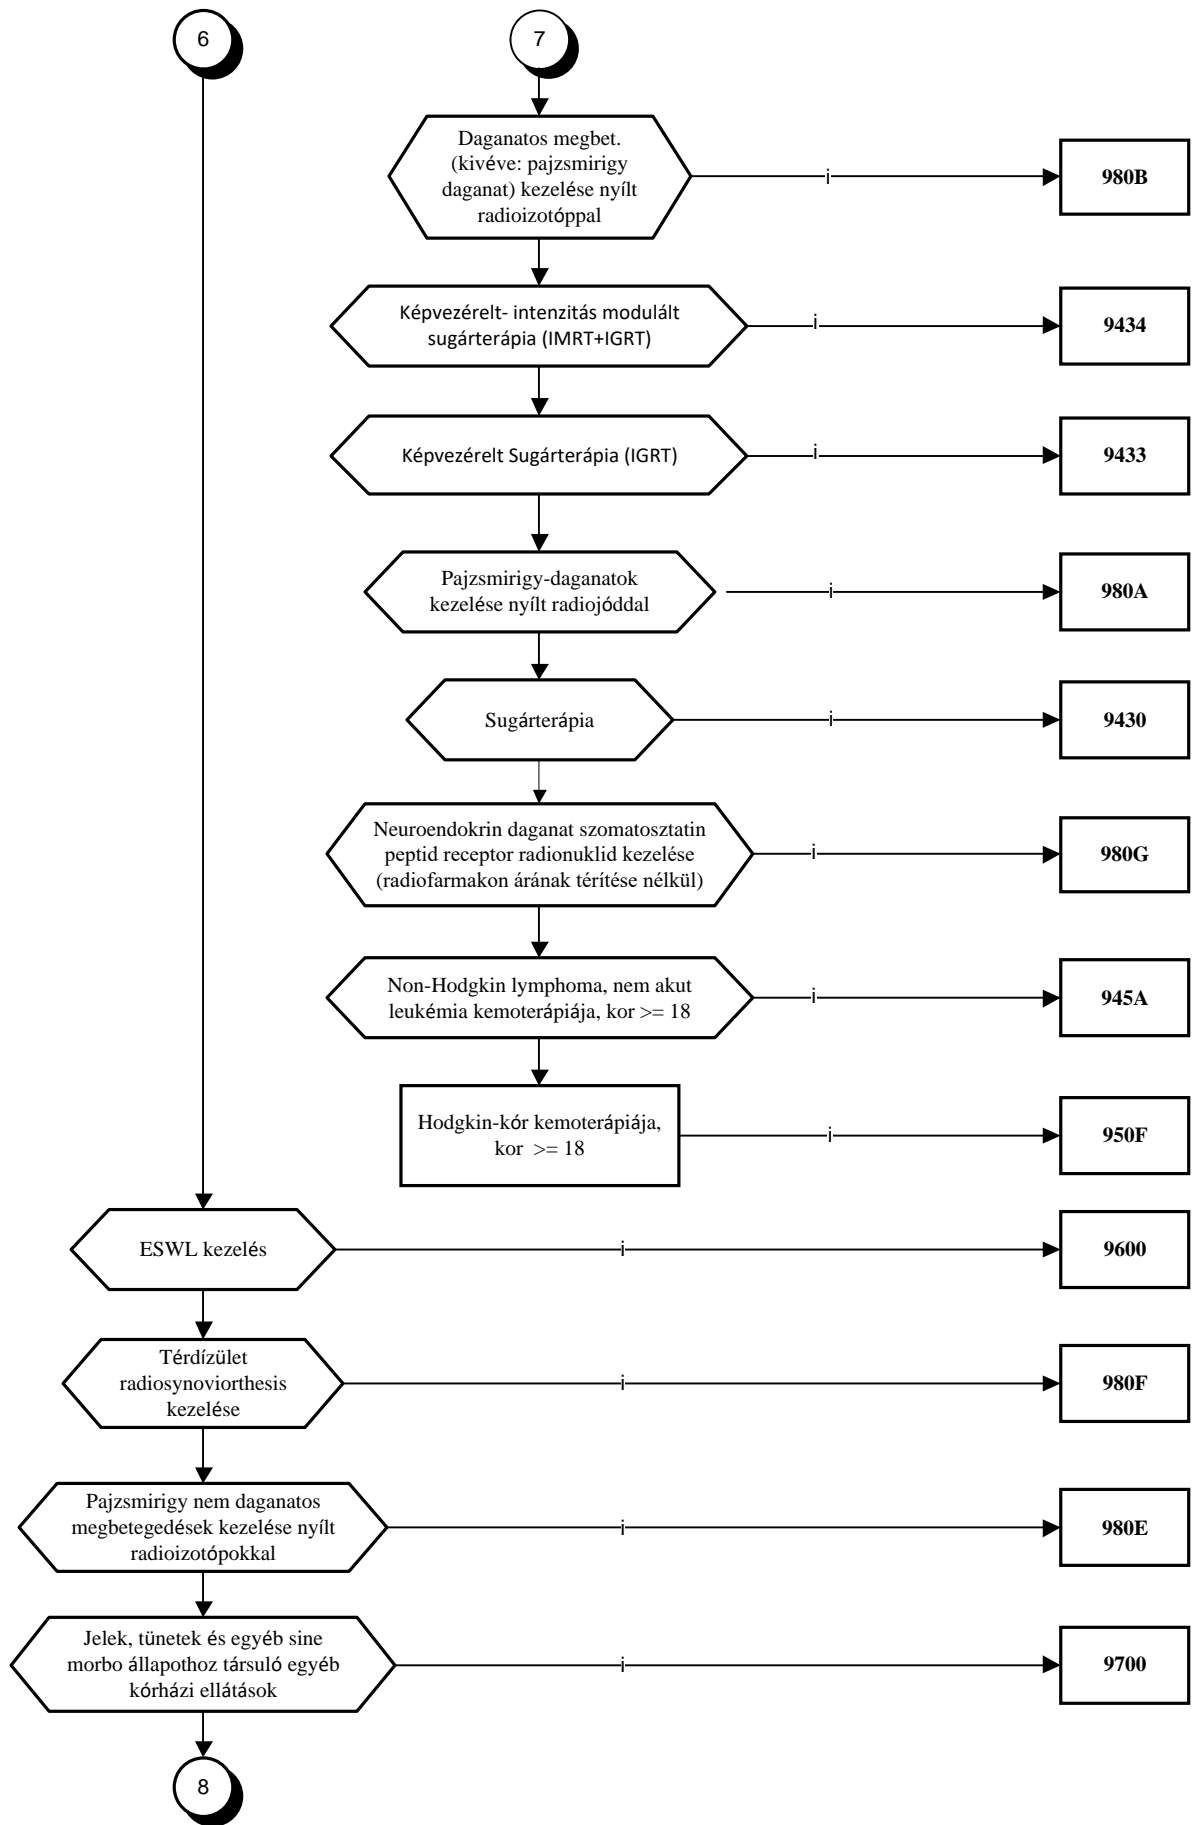 6
7
Daganatos megbet.
(kivéve: pajzsmirigy
daganat) kezelése nyílt
radioizotóppal
i
980B
Képvezérelt- intenzitás modulált
sugárterápia (IMRT+IGRT)
i
9434
Képvezérelt Sugárterápia (IGRT)
i
9433
Pajzsmirigy-daganatok
kezelése nyílt radiojóddal
i
980A
Sugárterápia
i
9430
Neuroendokrin daganat szomatosztatin
peptid receptor radionuklid kezelése
(radiofarmakon árának térítése nélkül)
i
980G
Non-Hodgkin lymphoma, nem akut
leukémia kemoterápiája, kor >= 18
i
945A
Hodgkin-kór kemoterápiája,
kor >= 18
i
950F
ESWL kezelés
i
9600
Térdízület
radiosynoviorthesis
kezelése
i
980F
Pajzsmirigy nem daganatos
megbetegedések kezelése nyílt
radioizotópokkal
i
980E
Jelek, tünetek és egyéb sine
morbo állapothoz társuló egyéb
kórházi ellátások
i
9700
8